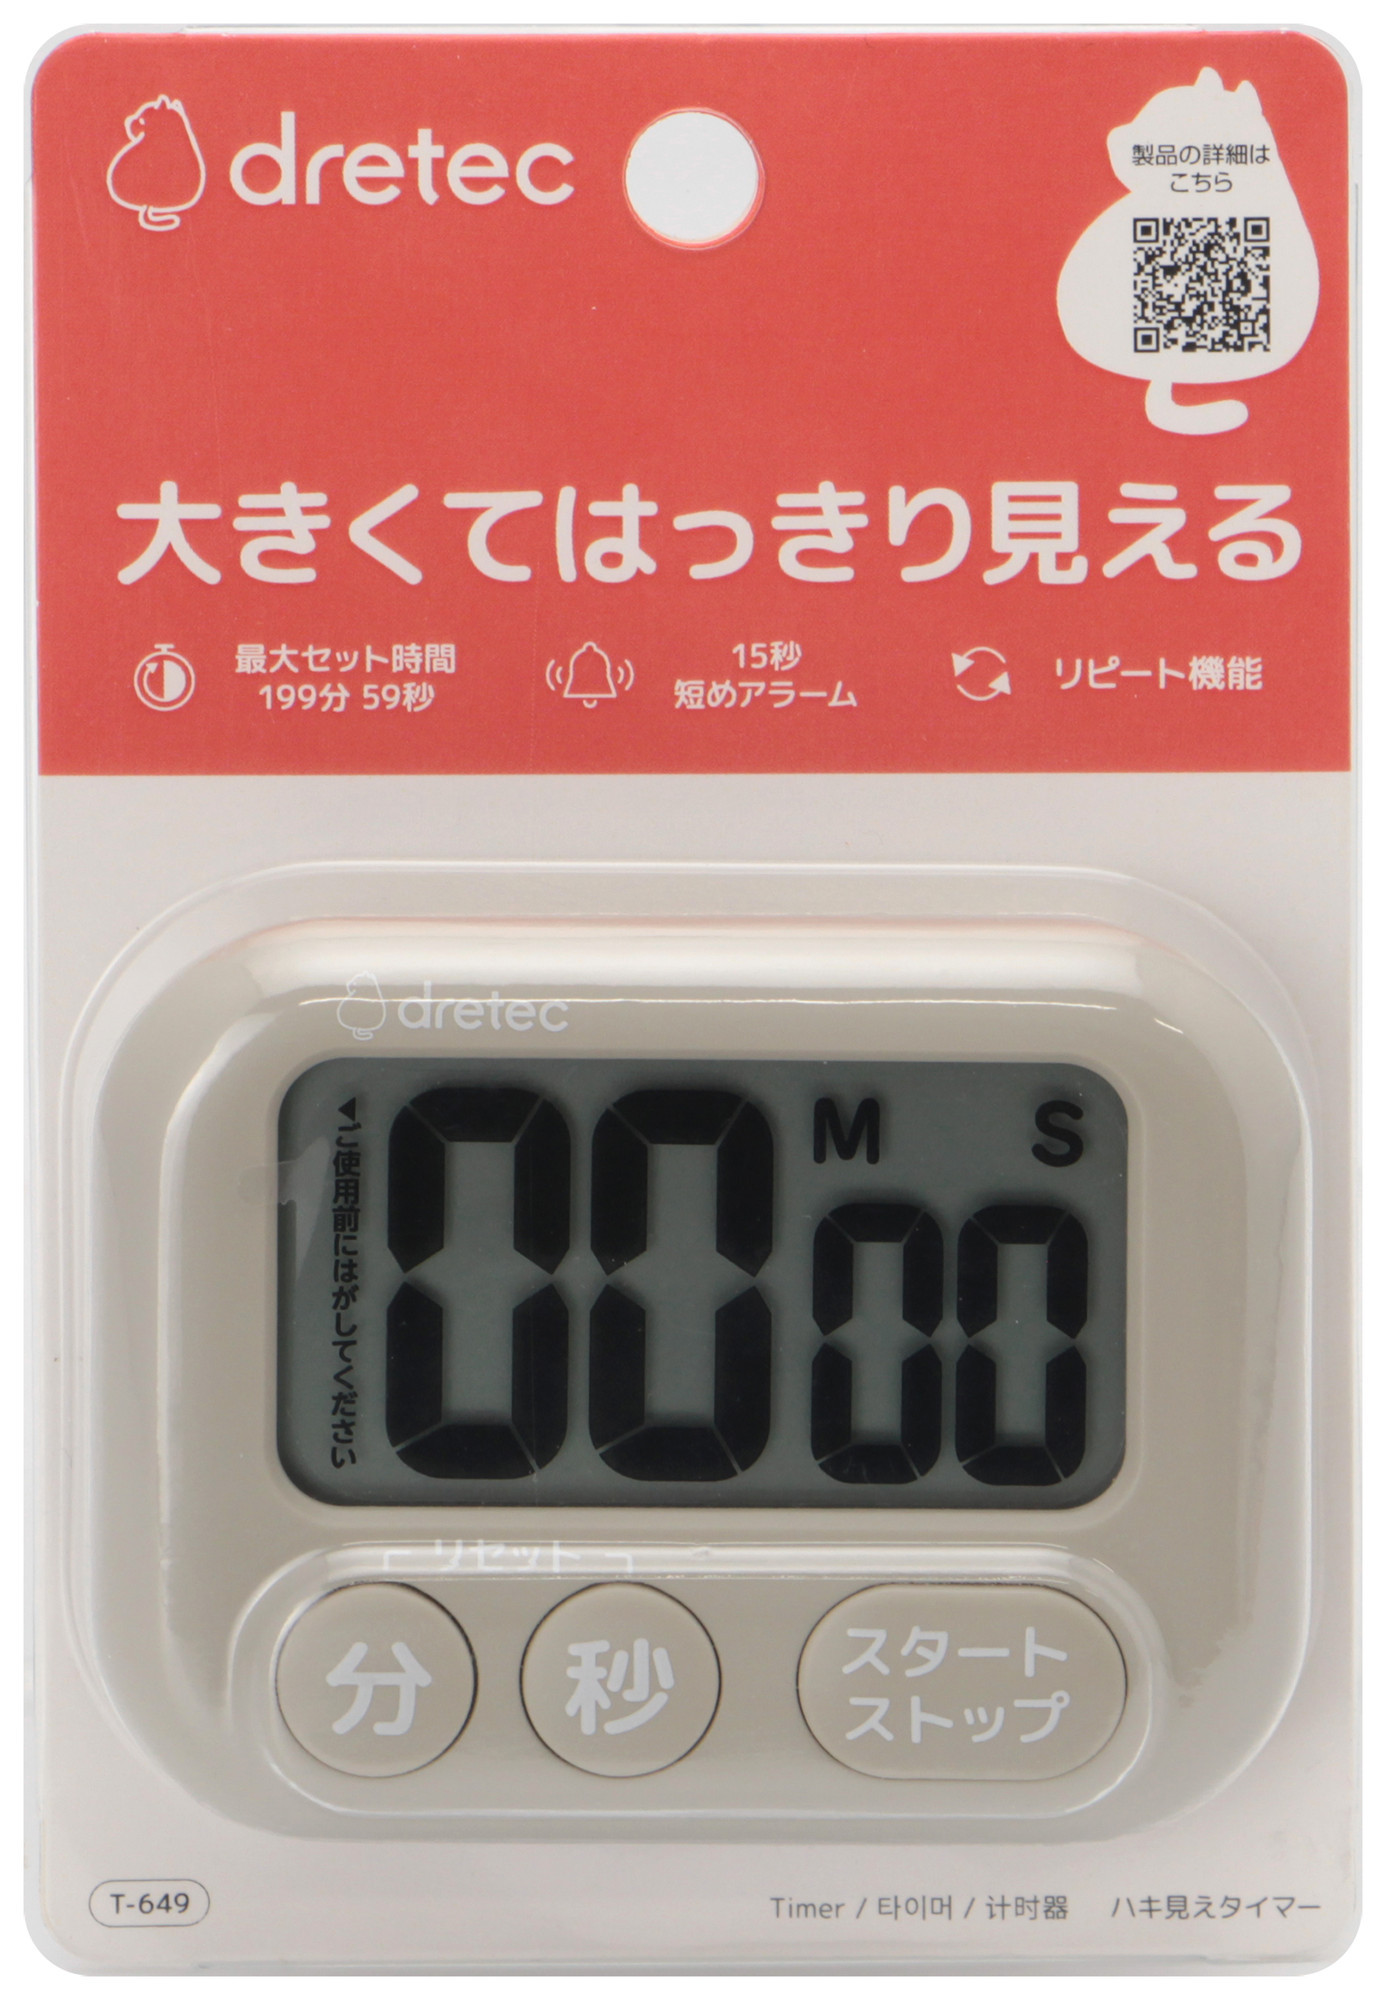 dretec
製品の詳細は
こちら
大きくてはっきり見える
最大セット時間
199分 59秒
15秒
短めアラーム
リピート機能
dretec
▲ご使用前にはがしてください
M S
00 00
リセット
分 秒
スタート
ストップ
T-649
Timer / 타이머 / 计时器 ハキ見えタイマー